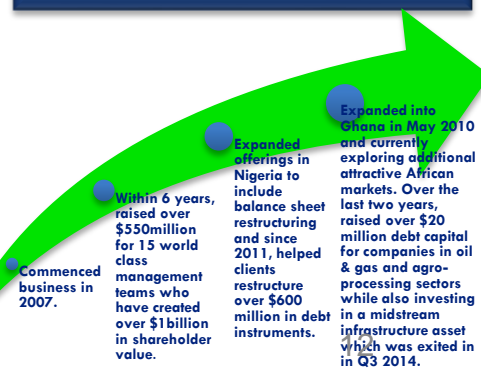 Commenced
business in
2007.
Within 6 years,
raised over
$550million
for 15 world
class
management
teams who
have created
over $1billion
in shareholder
value.
Expanded
offerings in
Nigeria to
include
balance sheet
restructuring
and since
2011, helped
clients
restructure
over $600
million in debt
instruments.
Expanded into
Ghana in May 2010
and currently
exploring additional
attractive African
markets. Over the
last two years,
raised over $20
million debt capital
for companies in oil
& gas and agro-
processing sectors
while also investing
in a midstream
infrastructure asset
which was exited in
in Q3 2014.
12